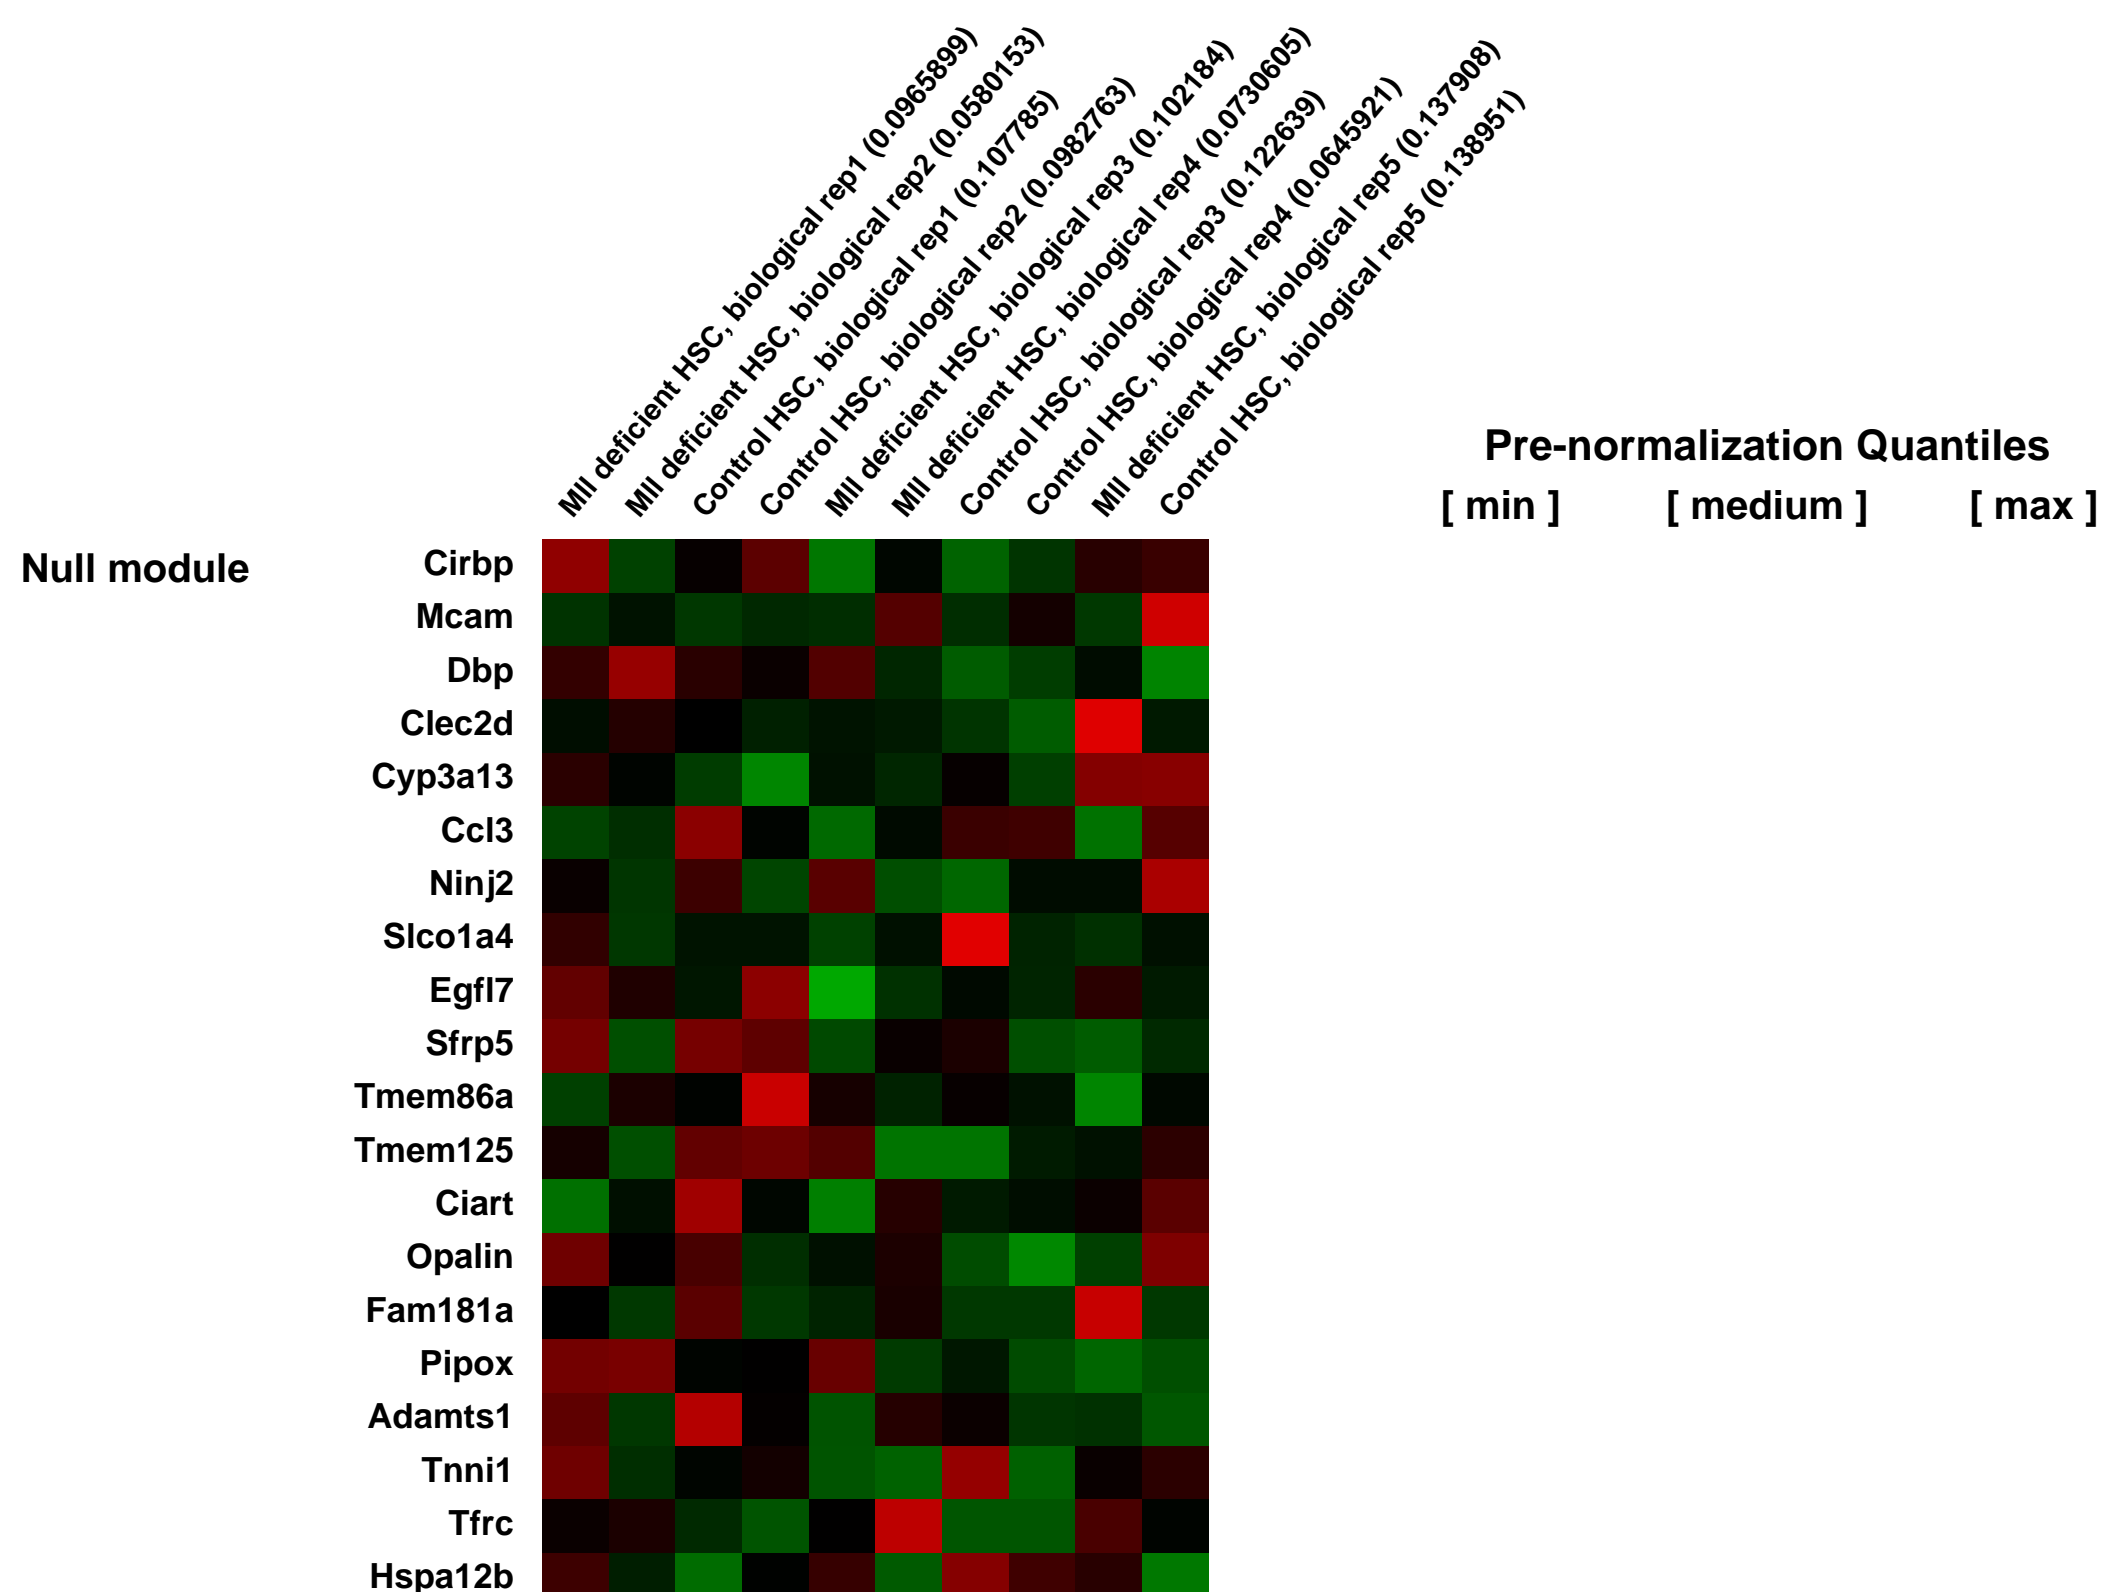 Mll deficient HSC, biological rep1 (0.0965899)
Mll deficient HSC, biological rep2 (0.0580153)
Control HSC, biological rep1 (0.107785)
Control HSC, biological rep2 (0.0982763)
Mll deficient HSC, biological rep3 (0.102184)
Mll deficient HSC, biological rep4 (0.0730605)
Control HSC, biological rep3 (0.122639)
Control HSC, biological rep4 (0.0645921)
Mll deficient HSC, biological rep5 (0.137908)
Control HSC, biological rep5 (0.138951)
Pre-normalization Quantiles
[ min ] [ medium ] [ max ]
Null module
Cirbp
Mcam
Dbp
Clec2d
Cyp3a13
Ccl3
Ninj2
Slco1a4
Egfl7
Sfrp5
Tmem86a
Tmem125
Ciart
Opalin
Fam181a
Pipox
Adamts1
Tnni1
Tfrc
Hspa12b